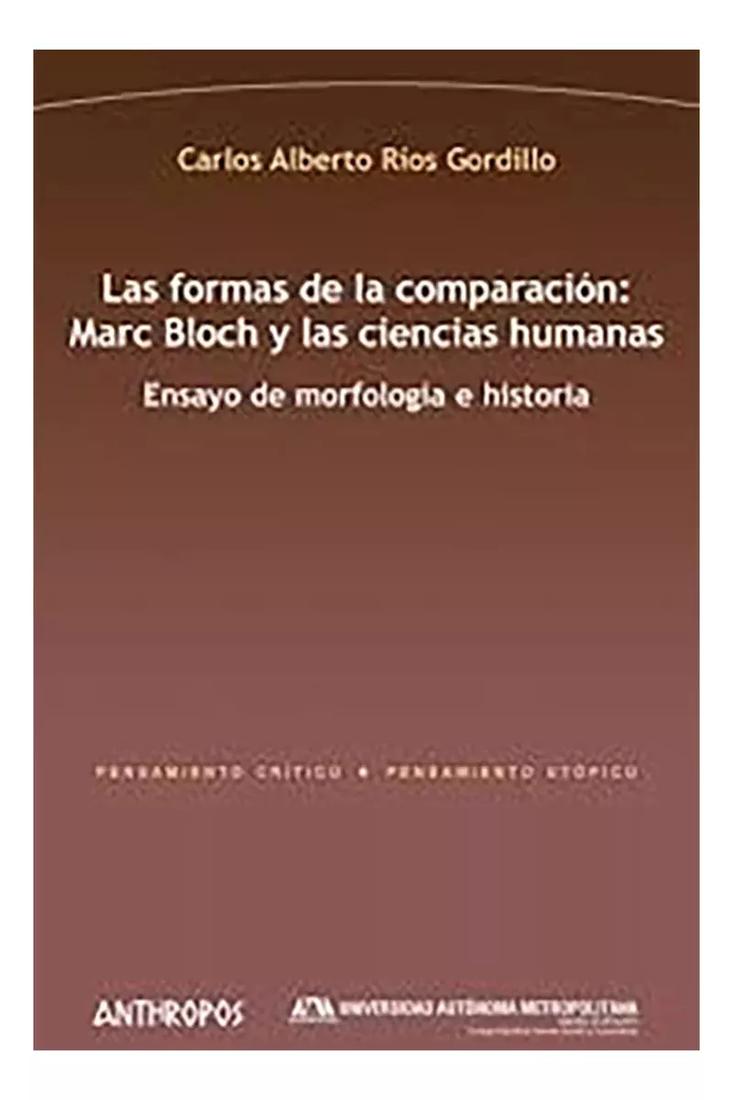 Carlos Alberto Ríos Gordillo
Las formas de la comparación:
Marc Bloch y las ciencias humanas
Ensayo de morfología e historia
PENSAMIENTO CRÍTICO • PENSAMIENTO UTÓPICO
ANTHROPOS
UNIVERSIDAD AUTÓNOMA METROPOLITANA